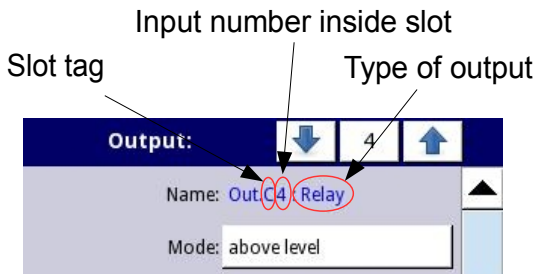 Input number inside slot
Slot tag
Type of output
Output: 4
Name: Out.C4 : Relay
Mode: above level